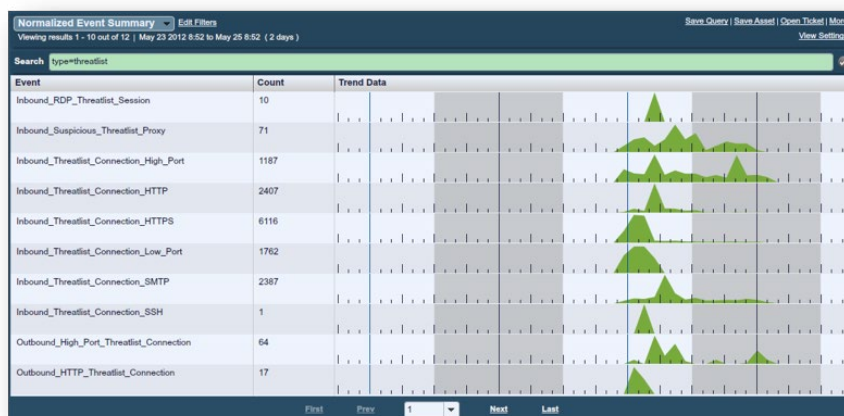 Normalized Event Summary Edit Filters Save Query | Save Asset | Open Ticket | More
Viewing results 1 - 10 out of 12 | May 23 2012 8:52 to May 25 8:52 ( 2 days ) View Setting
Search type=threatlist
Event Count Trend Data
Inbound_RDP_Threatlist_Session 10
Inbound_Suspicious_Threatlist_Proxy 71
Inbound_Threatlist_Connection_High_Port 1187
Inbound_Threatlist_Connection_HTTP 2407
Inbound_Threatlist_Connection_HTTPS 6116
Inbound_Threatlist_Connection_Low_Port 1762
Inbound_Threatlist_Connection_SMTP 2387
Inbound_Threatlist_Connection_SSH 1
Outbound_High_Port_Threatlist_Connection 64
Outbound_HTTP_Threatlist_Connection 17
First Prev 1 Next Last